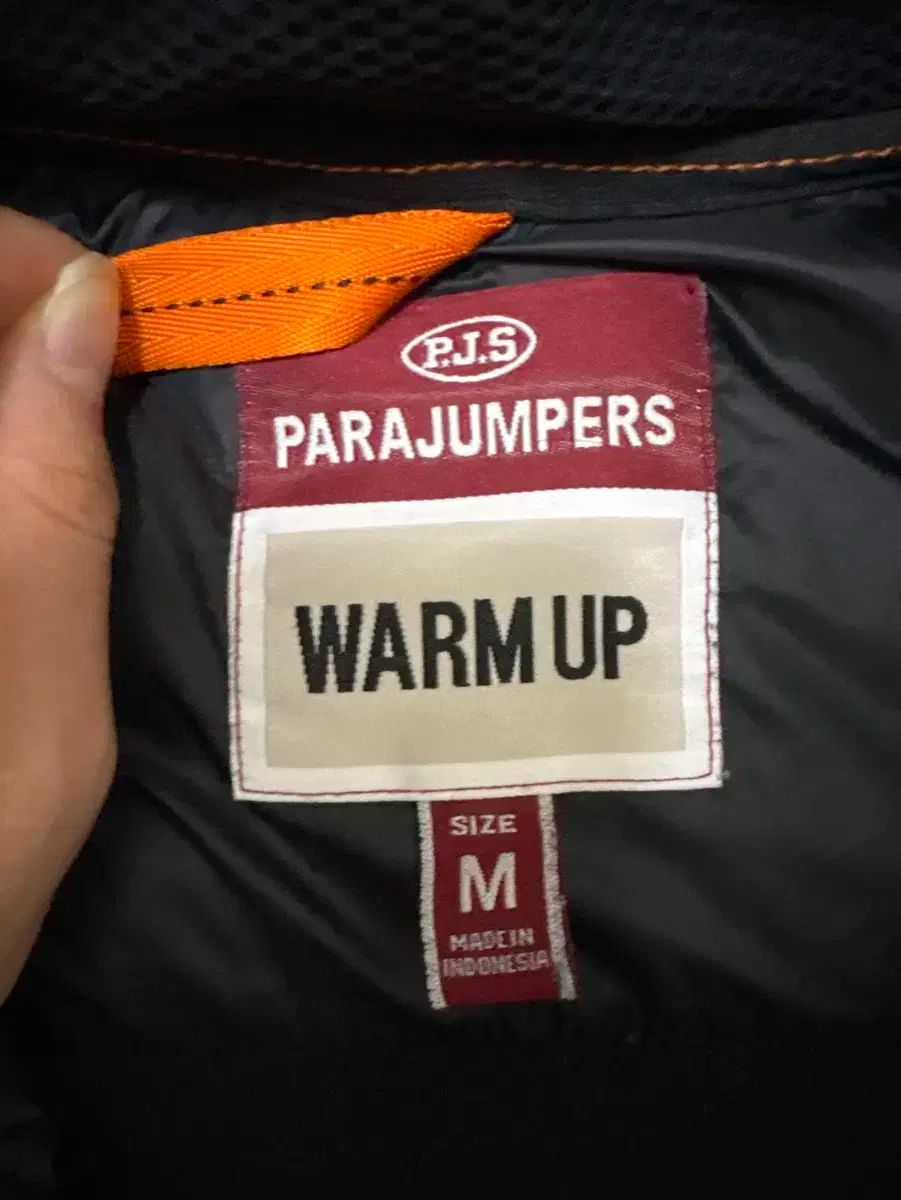 P.J.S
PARAJUMPERS
WARM UP
SIZE
M
MADE IN
INDONESIA